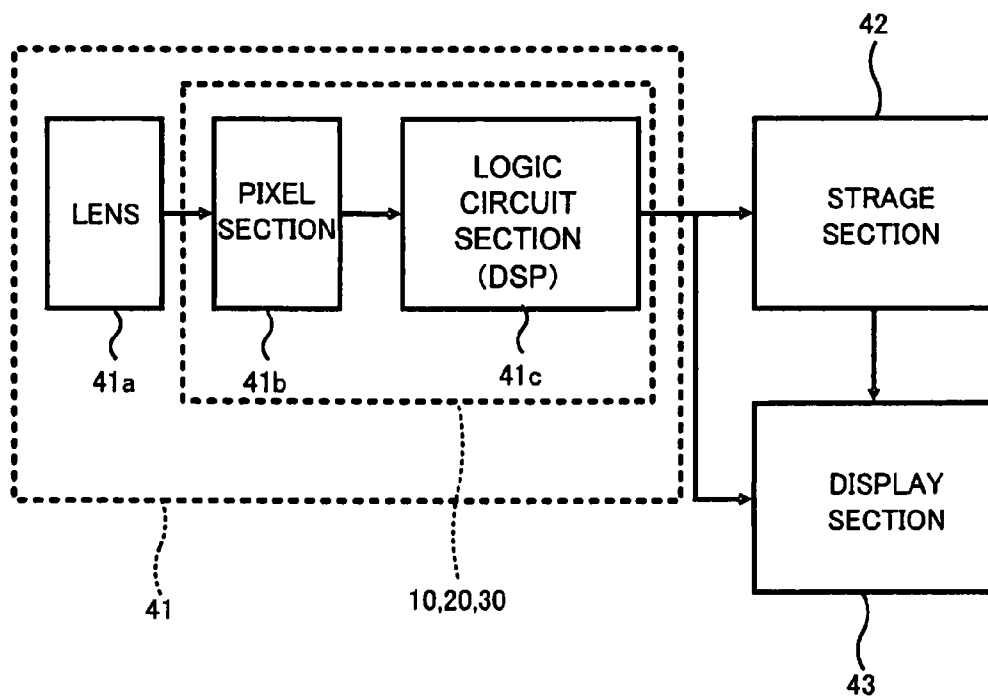 42
LENS
PIXEL
SECTION
LOGIC
CIRCUIT
SECTION
(DSP)
STRAGE
SECTION
41a
41b
41c
DISPLAY
SECTION
41
10,20,30
43